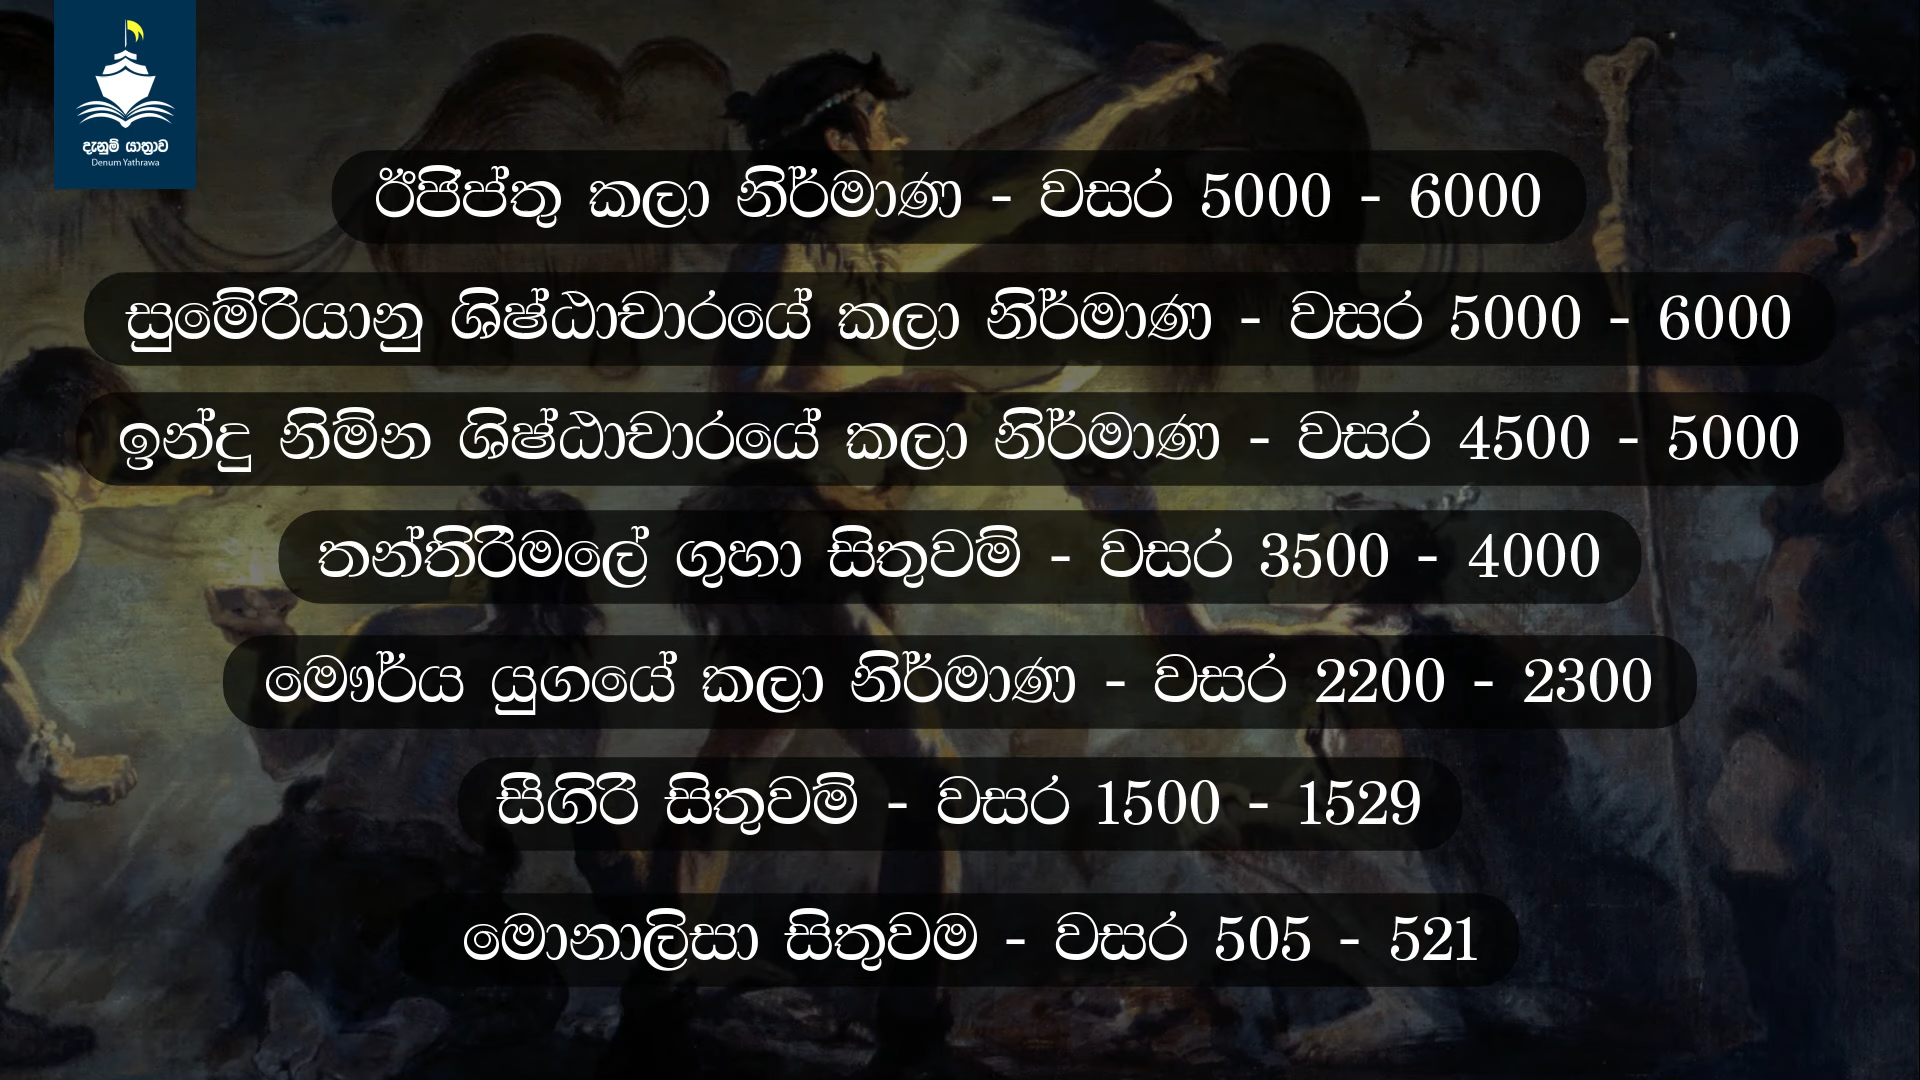 දැනුම් යාත්‍රාව
Denum Yathrawa
ඊජිප්තු කලා නිර්මාණ - වසර 5000 - 6000
සුමේරියානු ශිෂ්ඨාචාරයේ කලා නිර්මාණ - වසර 5000 - 6000
ඉන්දු නිම්න ශිෂ්ඨාචාරයේ කලා නිර්මාණ - වසර 4500 - 5000
තන්තිරිමලේ ගුහා සිතුවම් - වසර 3500 - 4000
මෞර්ය යුගයේ කලා නිර්මාණ - වසර 2200 - 2300
සීගිරි සිතුවම් - වසර 1500 - 1529
මොනාලිසා සිතුවම - වසර 505 - 521